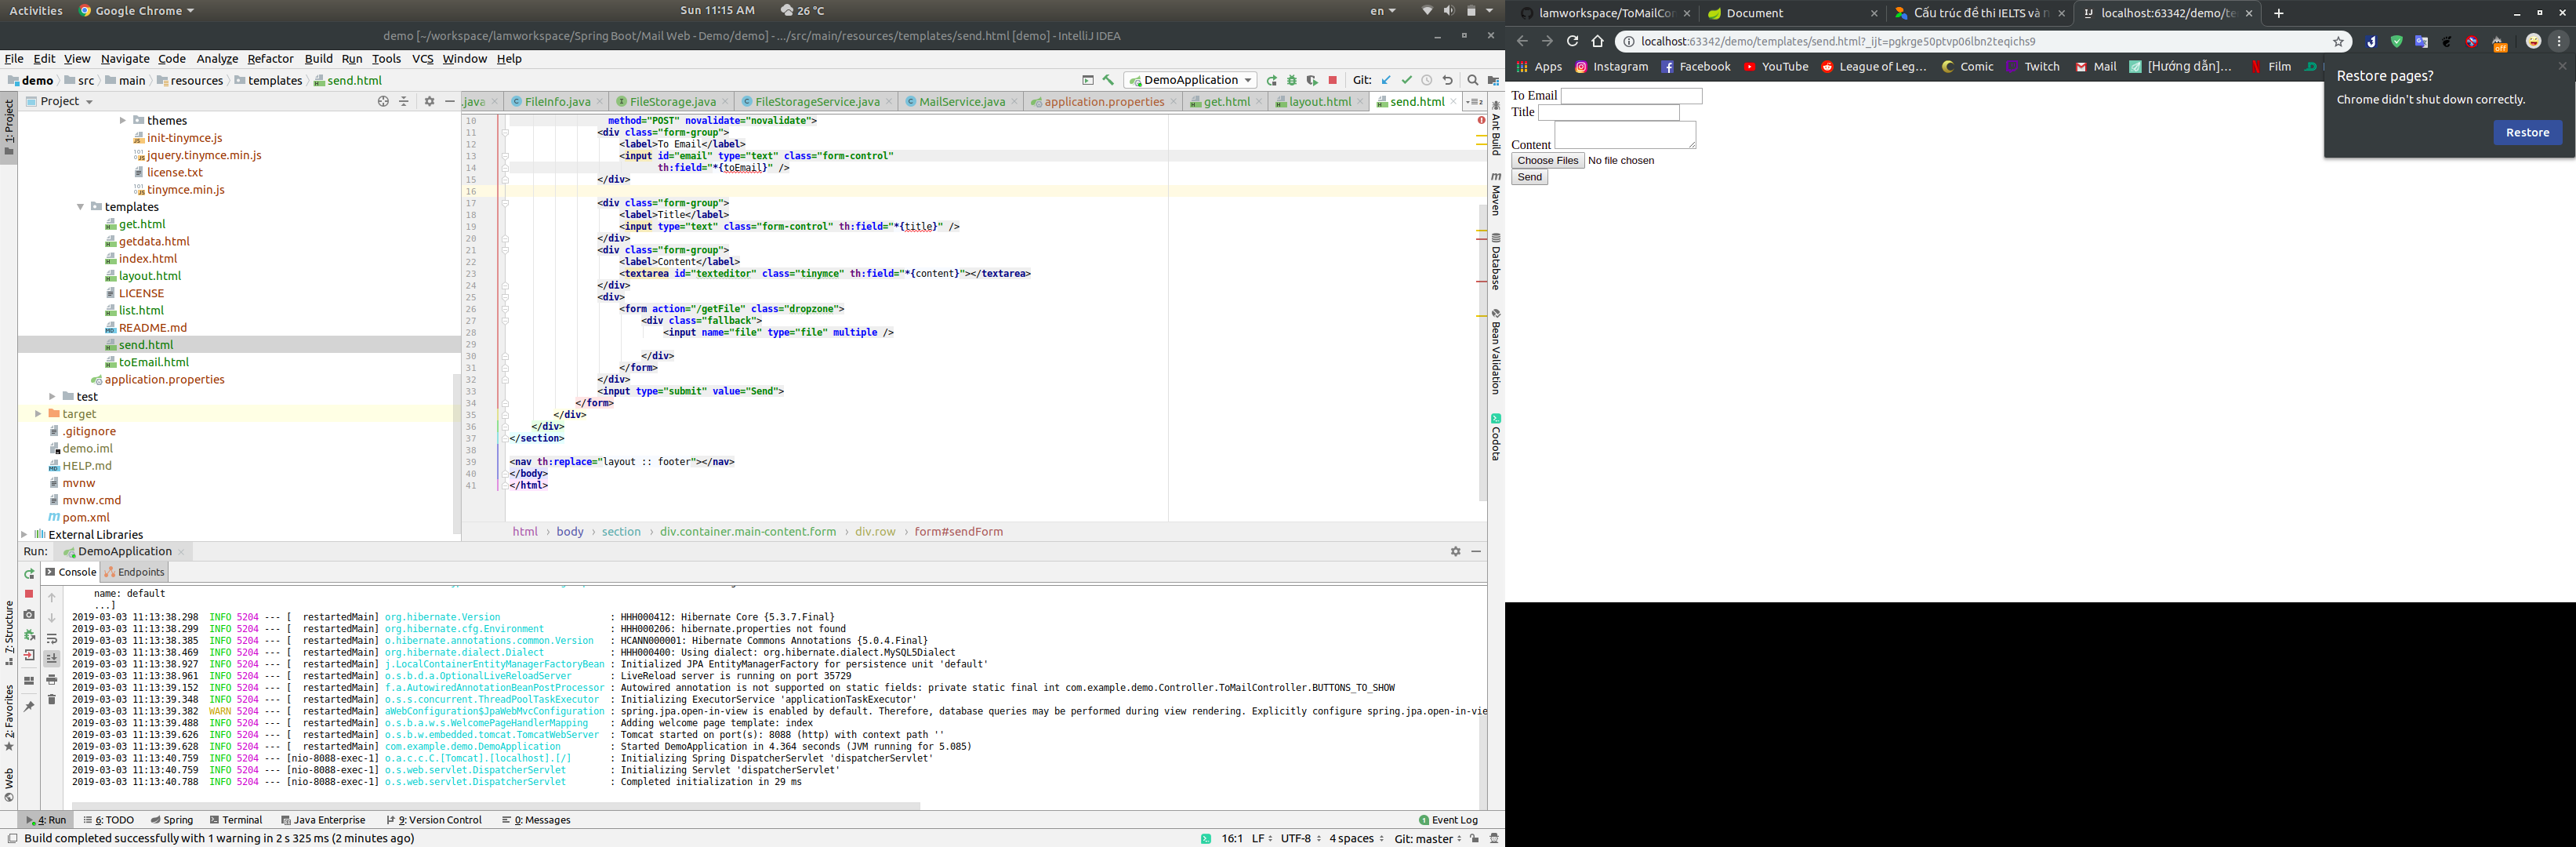 Activities
Google Chrome
Sun 11:15 AM
26 °C
en
demo [~/workspace/lamworkspace/Spring Boot/Mail Web - Demo/demo] - .../src/main/resources/templates/send.html [demo] - IntelliJ IDEA
File Edit View Navigate Code Analyze Refactor Build Run Tools VCS Window Help
demo src main resources templates send.html
DemoApplication
Git:
Project
.java FileInfo.java FileStorage.java FileStorageService.java MailService.java application.properties get.html layout.html send.html
1: Project
themes
init-tinymce.js
jquery.tinymce.min.js
license.txt
tinymce.min.js
templates
get.html
getdata.html
index.html
layout.html
LICENSE
list.html
README.md
send.html
toEmail.html
application.properties
test
target
.gitignore
demo.iml
HELP.md
mvnw
mvnw.cmd
pom.xml
External Libraries
10 method="POST" novalidate="novalidate">
11 <div class="form-group">
12 <label>To Email</label>
13 <input id="email" type="text" class="form-control"
14 th:field="*{toEmail}" />
15 </div>
16
17 <div class="form-group">
18 <label>Title</label>
19 <input type="text" class="form-control" th:field="*{title}" />
20 </div>
21 <div class="form-group">
22 <label>Content</label>
23 <textarea id="texteditor" class="tinymce" th:field="*{content}"></textarea>
24 </div>
25 <div>
26 <form action="/getFile" class="dropzone">
27 <div class="fallback">
28 <input name="file" type="file" multiple />
29
30 </div>
31 </form>
32 </div>
33 <input type="submit" value="Send">
34 </form>
35 </div>
36 </div>
37 </section>
38
39 <nav th:replace="layout :: footer"></nav>
40 </body>
41 </html>
html body section div.container.main-content.form div.row form#sendForm
Ant Build
Maven
Database
Bean Validation
Codota
Run: DemoApplication
Console Endpoints
name: default
...]
2019-03-03 11:13:38.298 INFO 5204 --- [ restartedMain] org.hibernate.Version : HHH000412: Hibernate Core {5.3.7.Final}
2019-03-03 11:13:38.299 INFO 5204 --- [ restartedMain] org.hibernate.cfg.Environment : HHH000206: hibernate.properties not found
2019-03-03 11:13:38.385 INFO 5204 --- [ restartedMain] o.hibernate.annotations.common.Version : HCANN000001: Hibernate Commons Annotations {5.0.4.Final}
2019-03-03 11:13:38.469 INFO 5204 --- [ restartedMain] org.hibernate.dialect.Dialect : HHH000400: Using dialect: org.hibernate.dialect.MySQL5Dialect
2019-03-03 11:13:38.927 INFO 5204 --- [ restartedMain] j.LocalContainerEntityManagerFactoryBean : Initialized JPA EntityManagerFactory for persistence unit 'default'
2019-03-03 11:13:38.961 INFO 5204 --- [ restartedMain] o.s.b.d.a.OptionalLiveReloadServer : LiveReload server is running on port 35729
2019-03-03 11:13:39.152 INFO 5204 --- [ restartedMain] f.a.AutowiredAnnotationBeanPostProcessor : Autowired annotation is not supported on static fields: private static final int com.example.demo.Controller.ToMailController.BUTTONS_TO_SHOW
2019-03-03 11:13:39.348 INFO 5204 --- [ restartedMain] o.s.s.concurrent.ThreadPoolTaskExecutor : Initializing ExecutorService 'applicationTaskExecutor'
2019-03-03 11:13:39.382 WARN 5204 --- [ restartedMain] aWebConfiguration$JpaWebMvcConfiguration : spring.jpa.open-in-view is enabled by default. Therefore, database queries may be performed during view rendering. Explicitly configure spring.jpa.open-in-vie
2019-03-03 11:13:39.488 INFO 5204 --- [ restartedMain] o.s.b.a.w.s.WelcomePageHandlerMapping : Adding welcome page template: index
2019-03-03 11:13:39.626 INFO 5204 --- [ restartedMain] o.s.b.w.embedded.tomcat.TomcatWebServer : Tomcat started on port(s): 8088 (http) with context path ''
2019-03-03 11:13:39.628 INFO 5204 --- [ restartedMain] com.example.demo.DemoApplication : Started DemoApplication in 4.364 seconds (JVM running for 5.085)
2019-03-03 11:13:40.759 INFO 5204 --- [nio-8088-exec-1] o.a.c.c.C.[Tomcat].[localhost].[/] : Initializing Spring DispatcherServlet 'dispatcherServlet'
2019-03-03 11:13:40.759 INFO 5204 --- [nio-8088-exec-1] o.s.web.servlet.DispatcherServlet : Initializing Servlet 'dispatcherServlet'
2019-03-03 11:13:40.788 INFO 5204 --- [nio-8088-exec-1] o.s.web.servlet.DispatcherServlet : Completed initialization in 29 ms
7: Structure
2: Favorites
Web
4: Run 6: TODO Spring Terminal Java Enterprise 9: Version Control 0: Messages
Event Log
Build completed successfully with 1 warning in 2 s 325 ms (2 minutes ago)
16:1 LF UTF-8 4 spaces Git: master
lamworkspace/ToMailCon
Document
Cấu trúc đề thi IELTS và n
localhost:63342/demo/te
localhost:63342/demo/templates/send.html?_ijt=pgkrge50ptvp06lbn2teqichs9
off
Apps Instagram Facebook YouTube League of Leg... Comic Twitch Mail [Hướng dẫn]... Film
Restore pages?
Chrome didn't shut down correctly.
Restore
To Email
Title
Content
Choose Files No file chosen
Send